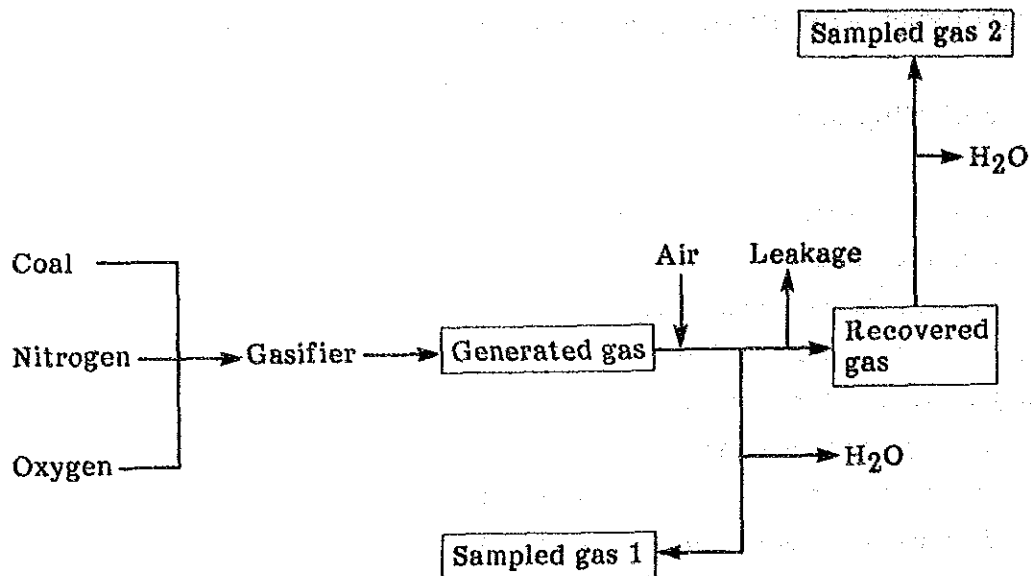 Sampled gas 2
H₂O
Air
Leakage
Coal
Nitrogen
Gasifier
Generated gas
Recovered
gas
Oxygen
H₂O
Sampled gas 1